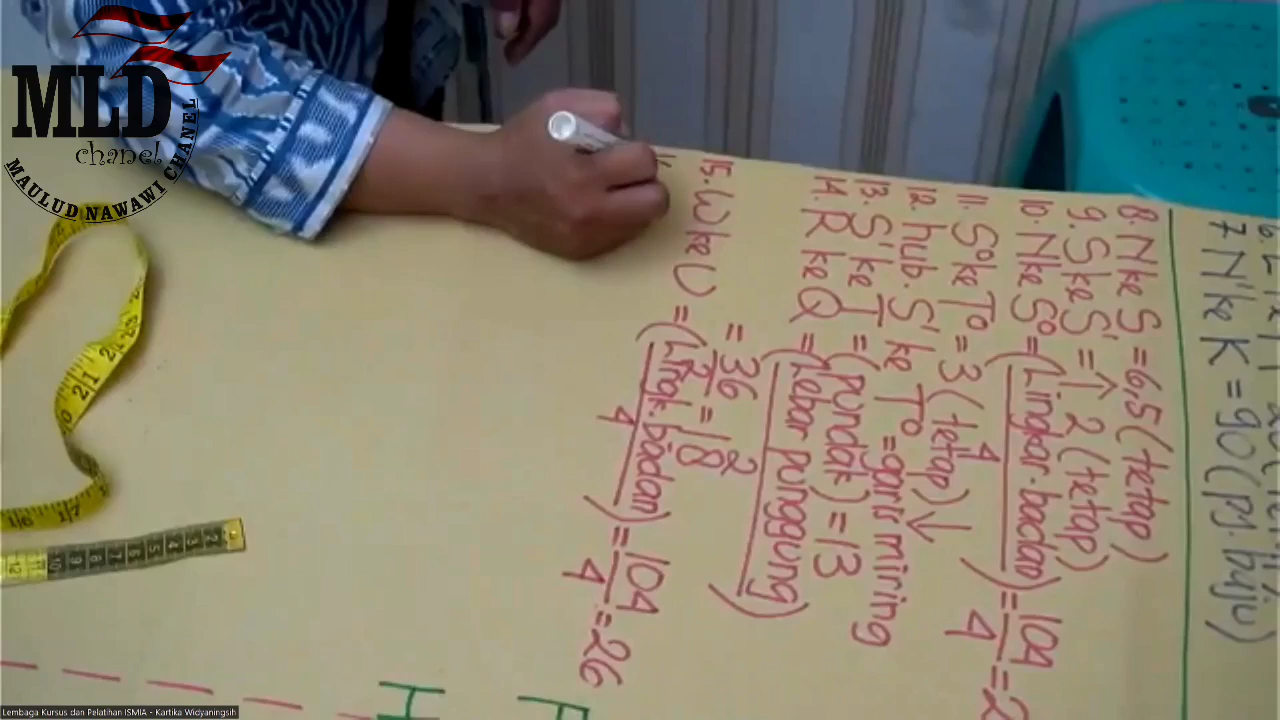 MLD
chanel
MAULUD NAWAWI CHANEL
7 N' ke K = 90 (pj. baju)
8. N ke S = 6,5 (tetap)
9. S ke S' = ↑ 2 (tetap)
10. N ke S° = (Lingkar badan) = 104
4 4 = 2
11. S° ke T° = 3 (tetap) ↓
12. hub. S' ke T° = garis miring
13. S' ke T = (pundak) = 13
14. R ke Q = (Lebar punggung)
2
= 36 = 18
2
15. W ke U = (Lingk. badan) = 104 = 26
4 4
H
Lembaga Kursus dan Pelatihan ISMIA - Kartika Widyaningsih